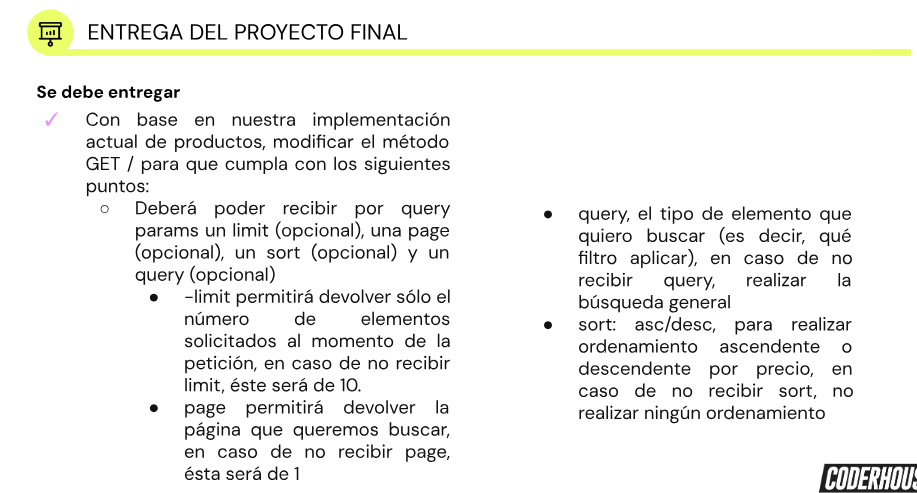 ENTREGA DEL PROYECTO FINAL
Se debe entregar
✓ Con base en nuestra implementación
actual de productos, modificar el método
GET / para que cumpla con los siguientes
puntos:
○ Deberá poder recibir por query
params un limit (opcional), una page
(opcional), un sort (opcional) y un
query (opcional)
● -limit permitirá devolver sólo el
número de elementos
solicitados al momento de la
petición, en caso de no recibir
limit, éste será de 10.
● page permitirá devolver la
página que queremos buscar,
en caso de no recibir page,
ésta será de 1
● query, el tipo de elemento que
quiero buscar (es decir, qué
filtro aplicar), en caso de no
recibir query, realizar la
búsqueda general
● sort: asc/desc, para realizar
ordenamiento ascendente o
descendente por precio, en
caso de no recibir sort, no
realizar ningún ordenamiento
CODERHOUS